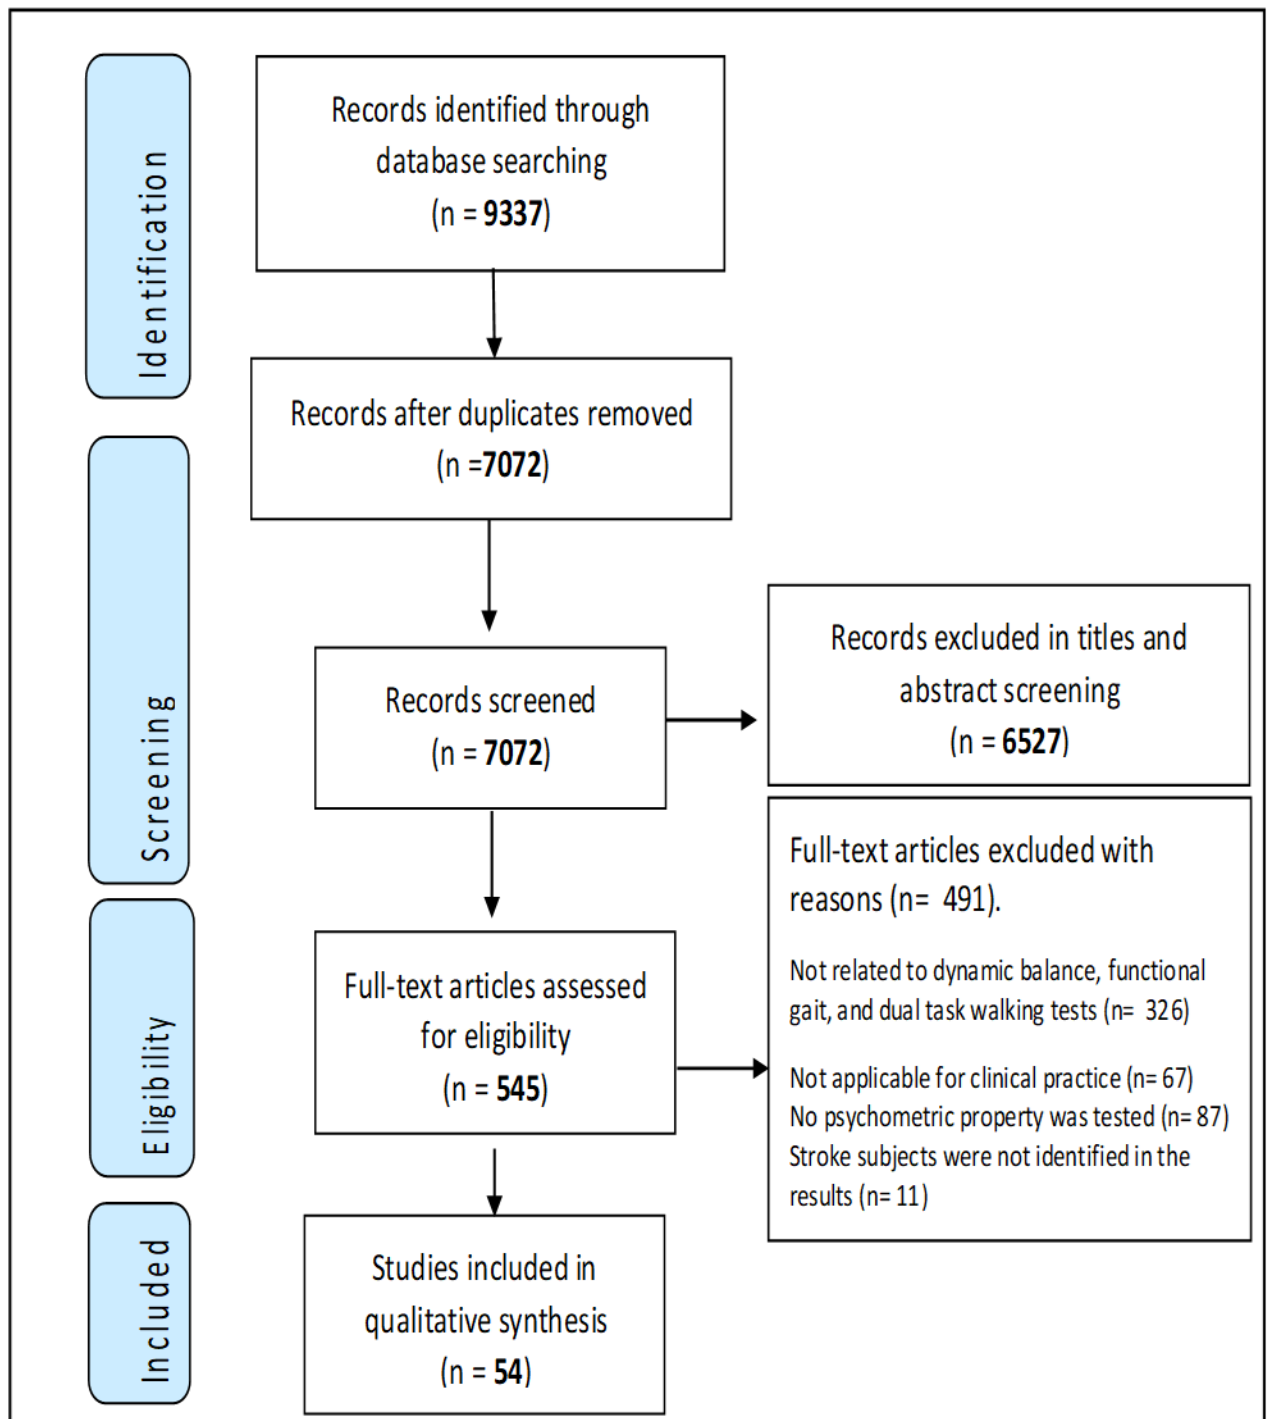 Identification
Records identified through
database searching
(n = 9337)
Records after duplicates removed
(n =7072)
Screening
Records screened
(n = 7072)
Records excluded in titles and
abstract screening
(n = 6527)
Eligibility
Full-text articles assessed
for eligibility
(n = 545)
Full-text articles excluded with
reasons (n= 491).
Not related to dynamic balance, functional
gait, and dual task walking tests (n= 326)
Not applicable for clinical practice (n= 67)
No psychometric property was tested (n= 87)
Stroke subjects were not identified in the
results (n= 11)
Included
Studies included in
qualitative synthesis
(n = 54)